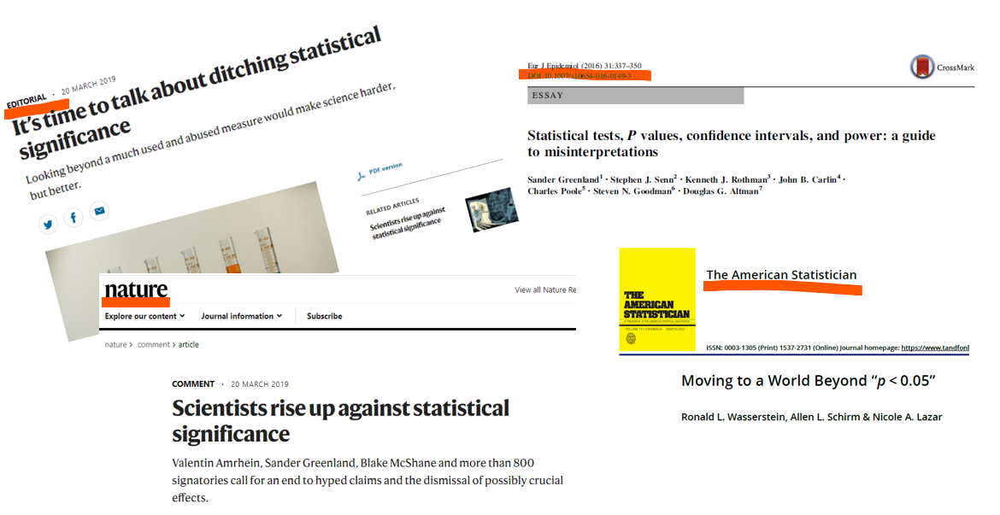 EDITORIAL · 20 MARCH 2019
It's time to talk about ditching statistical
significance
Looking beyond a much used and abused measure would make science harder,
but better.
PDF version
RELATED ARTICLES
Scientists rise up against
statistical significance
nature
View all Nature Re
Explore our content
Journal information
Subscribe
nature > comment > article
COMMENT · 20 MARCH 2019
Scientists rise up against statistical
significance
Valentin Amrhein, Sander Greenland, Blake McShane and more than 800
signatories call for an end to hyped claims and the dismissal of possibly crucial
effects.
Eur J Epidemiol (2016) 31:337–350
DOI 10.1007/s10654-016-0149-3
CrossMark
ESSAY
Statistical tests, P values, confidence intervals, and power: a guide
to misinterpretations
Sander Greenland1 · Stephen J. Senn2 · Kenneth J. Rothman3 · John B. Carlin4 ·
Charles Poole5 · Steven N. Goodman6 · Douglas G. Altman7
The American Statistician
THE
AMERICAN
STATISTICIAN
ISSN: 0003-1305 (Print) 1537-2731 (Online) Journal homepage: https://www.tandfonl
Moving to a World Beyond “p < 0.05”
Ronald L. Wasserstein, Allen L. Schirm & Nicole A. Lazar